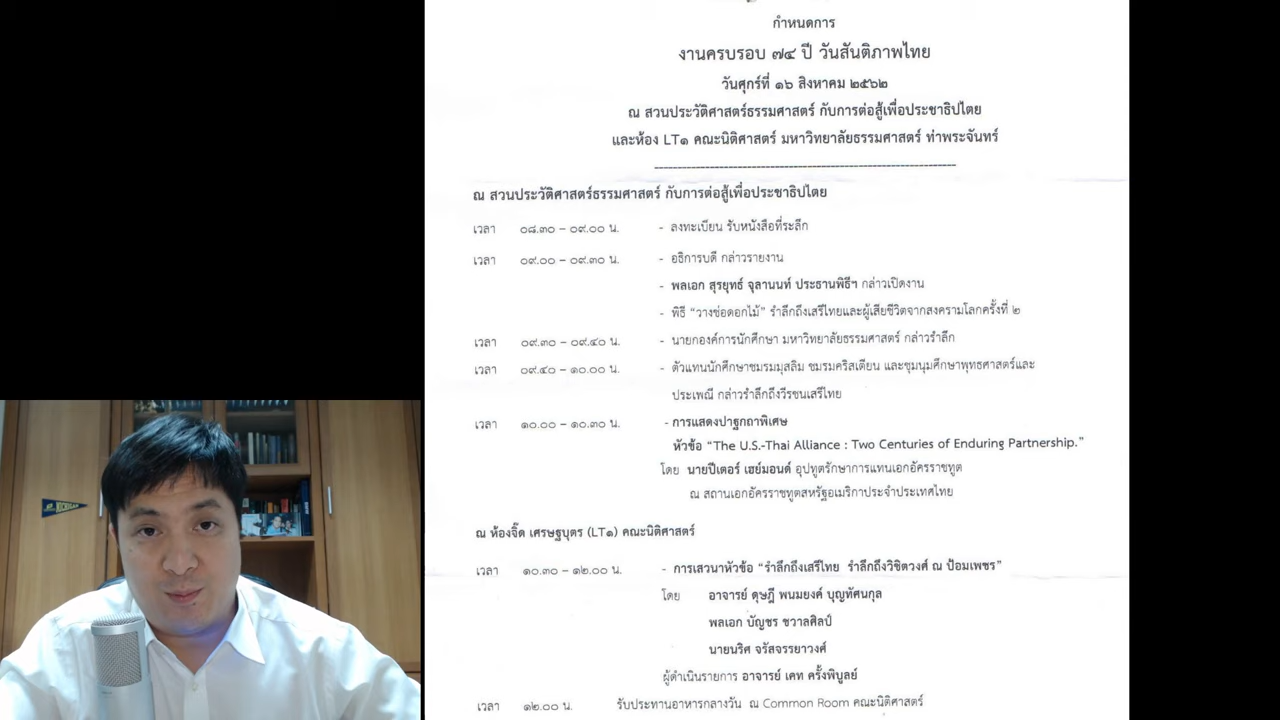 กำหนดการ
งานครบรอบ ๗๔ ปี วันสันติภาพไทย
วันศุกร์ที่ ๑๖ สิงหาคม ๒๕๖๒
ณ สวนประวัติศาสตร์ธรรมศาสตร์ กับการต่อสู้เพื่อประชาธิปไตย
และห้อง LT๑ คณะนิติศาสตร์ มหาวิทยาลัยธรรมศาสตร์ ท่าพระจันทร์
ณ สวนประวัติศาสตร์ธรรมศาสตร์ กับการต่อสู้เพื่อประชาธิปไตย
เวลา ๐๘.๓๐ – ๐๙.๐๐ น. - ลงทะเบียน รับหนังสือที่ระลึก
เวลา ๐๙.๐๐ – ๐๙.๓๐ น. - อธิการบดี กล่าวรายงาน
- พลเอก สุรยุทธ์ จุลานนท์ ประธานพิธีฯ กล่าวเปิดงาน
- พิธี “วางช่อดอกไม้” รำลึกถึงเสรีไทยและผู้เสียชีวิตจากสงครามโลกครั้งที่ ๒
เวลา ๐๙.๓๐ – ๐๙.๔๐ น. - นายกองค์การนักศึกษา มหาวิทยาลัยธรรมศาสตร์ กล่าวรำลึก
เวลา ๐๙.๔๐ – ๑๐.๐๐ น. - ตัวแทนนักศึกษาชมรมมุสลิม ชมรมคริสเตียน และชุมนุมศึกษาพุทธศาสตร์และ
ประเพณี กล่าวรำลึกถึงวีรชนเสรีไทย
เวลา ๑๐.๐๐ – ๑๐.๓๐ น. - การแสดงปาฐกถาพิเศษ
หัวข้อ “The U.S.-Thai Alliance : Two Centuries of Enduring Partnership.”
โดย นายปีเตอร์ เฮย์มอนด์ อุปทูตรักษาการแทนเอกอัครราชทูต
ณ สถานเอกอัครราชทูตสหรัฐอเมริกาประจำประเทศไทย
ณ ห้องจิ๊ด เศรษฐบุตร (LT๑) คณะนิติศาสตร์
เวลา ๑๐.๓๐ – ๑๒.๐๐ น. - การเสวนาหัวข้อ “รำลึกถึงเสรีไทย รำลึกถึงวิชิตวงศ์ ณ ป้อมเพชร”
โดย อาจารย์ ดุษฎี พนมยงค์ บุญทัศนกุล
พลเอก บัญชร ชวาลศิลป์
นายนริศ จรัสจรรยาวงศ์
ผู้ดำเนินรายการ อาจารย์ เคท ครั้งพิบูลย์
เวลา ๑๒.๐๐ น. รับประทานอาหารกลางวัน ณ Common Room คณะนิติศาสตร์
MICHIGAN